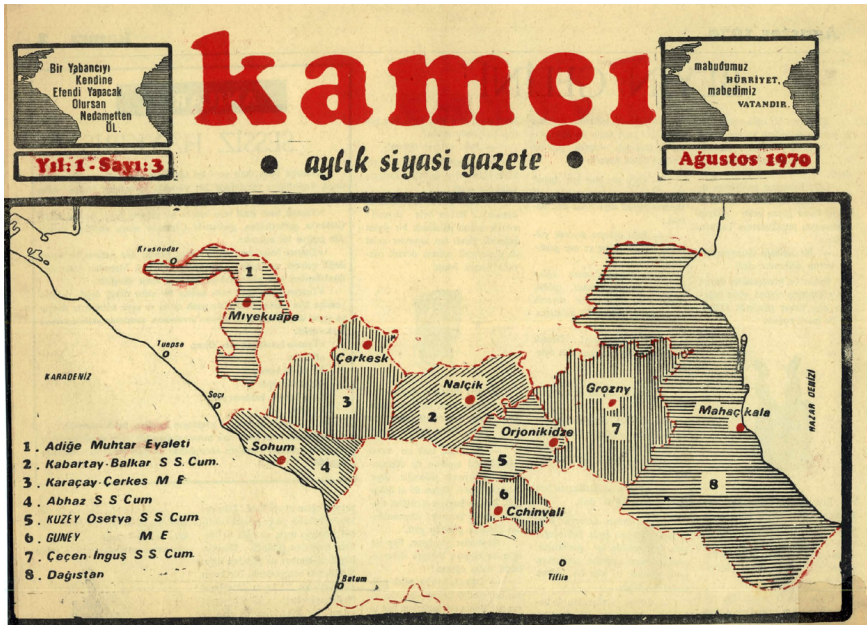 kamçı
Bir Yabancıyı
Kendine
Efendi Yapacak
Olursan
Nedametten
ÖL.
mabudumuz
HÜRRİYET,
mabedimiz
VATANDIR.
Yıl:1-Sayı:3
• aylık siyasi gazete •
Ağustos 1970
Krasnodar
1
Mıyekuape
Tuapse
Çerkesk
KARADENİZ
Nalçik
Grozny
Soçı
3
2
Mahaçkala
HAZAR DENİZİ
7
Orjonikidze
Sohum
4
5
6
8
Cchinvali
1. Adiğe Muhtar Eyaleti
2. Kabartay-Balkar S S. Cum.
3. Karaçay-Çerkes M E
4. Abhaz S S Cum
5. KUZEY Osetya S S Cum
6. GÜNEY M E
7. Çeçen-İnguş S S Cum
8. Dağıstan
Batum
Tiflis